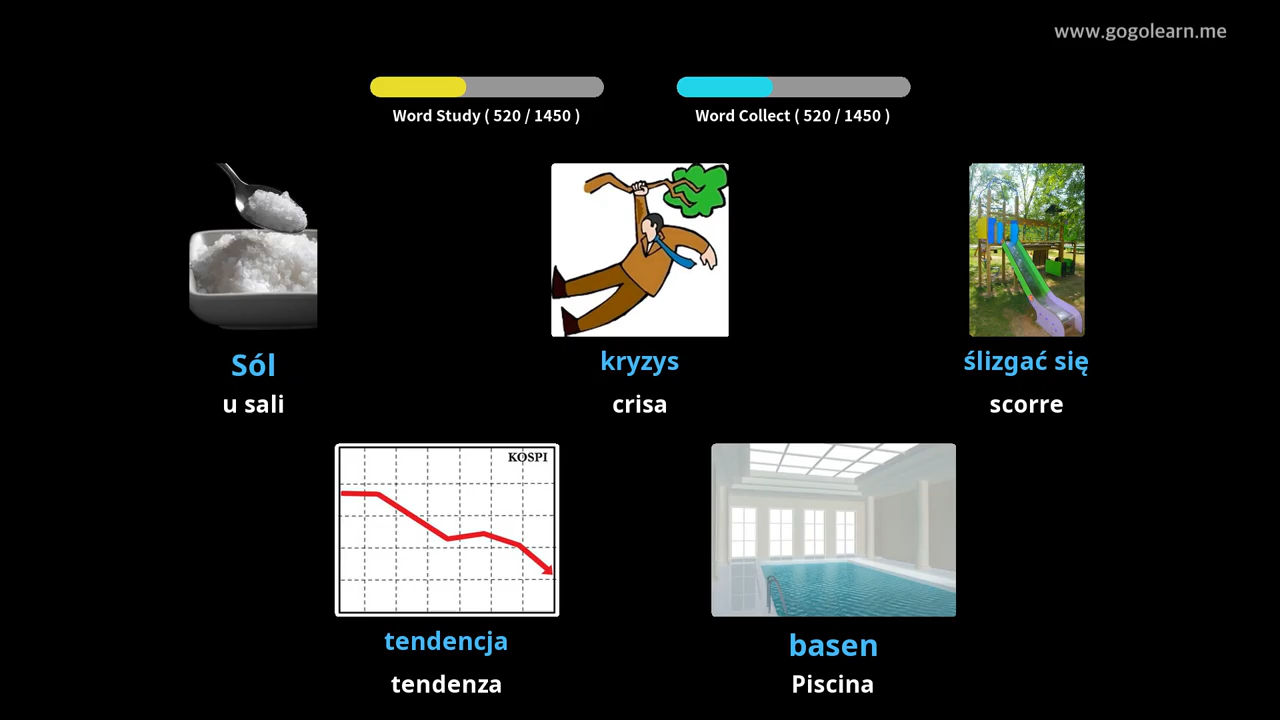 www.gogolearn.me
Word Study ( 520 / 1450 )
Word Collect ( 520 / 1450 )
Sól
u sali
kryzys
crisa
ślizgać się
scorre
KOSPI
tendencja
tendenza
basen
Piscina